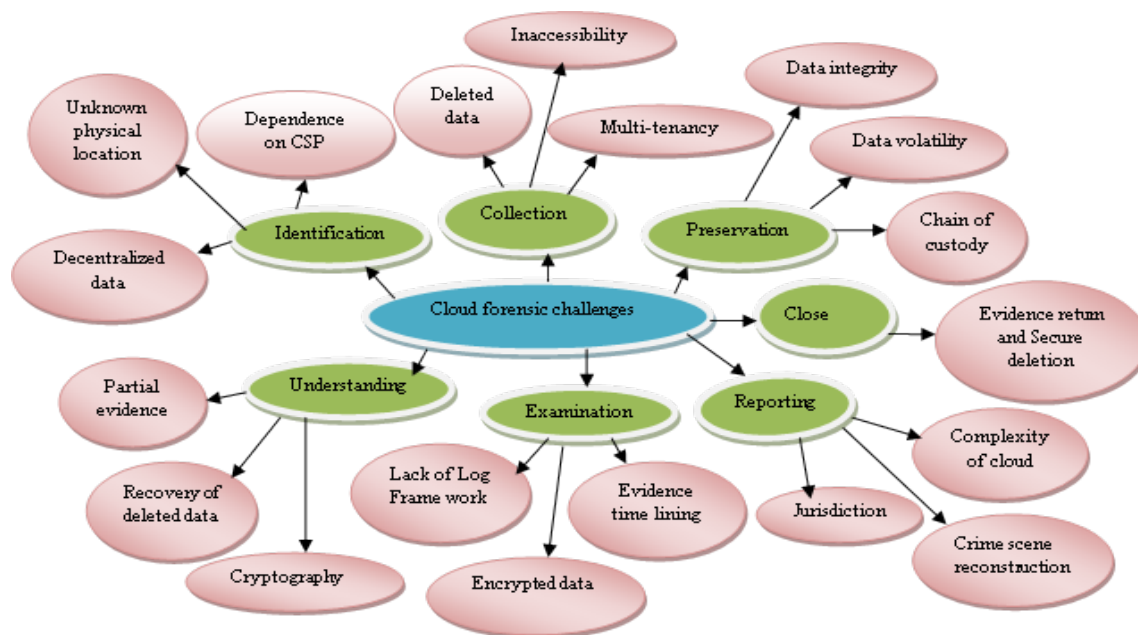 Inaccessibility
Data integrity
Unknown
physical
location
Dependence
on CSP
Deleted
data
Multi-tenancy
Data volatility
Identification
Collection
Preservation
Chain of
custody
Decentralized
data
Cloud forensic challenges
Close
Evidence return
and Secure
deletion
Partial
evidence
Understanding
Examination
Reporting
Complexity
of cloud
Recovery of
deleted data
Lack of Log
Frame work
Evidence
time lining
Jurisdiction
Crime scene
reconstruction
Cryptography
Encrypted data